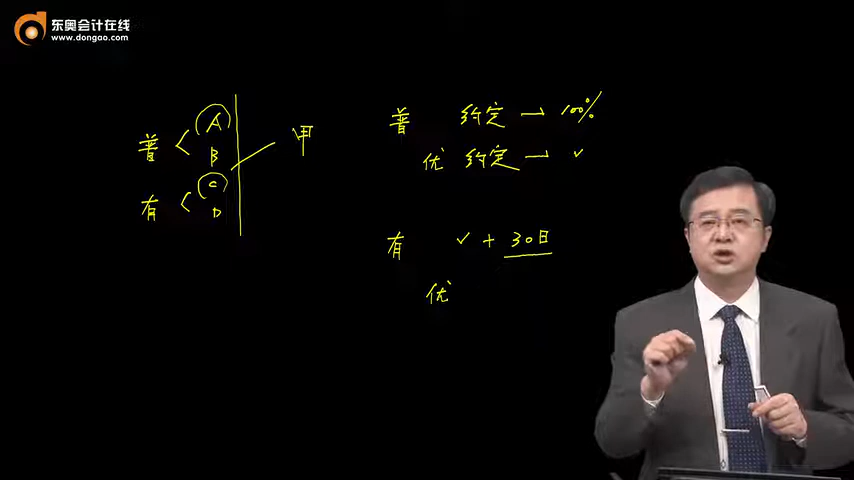 东奥会计在线
www.dongao.com
普 A B
有 C D
甲
普 约定 → 100%
优 约定 → ✓
有 ✓ + 30日
优